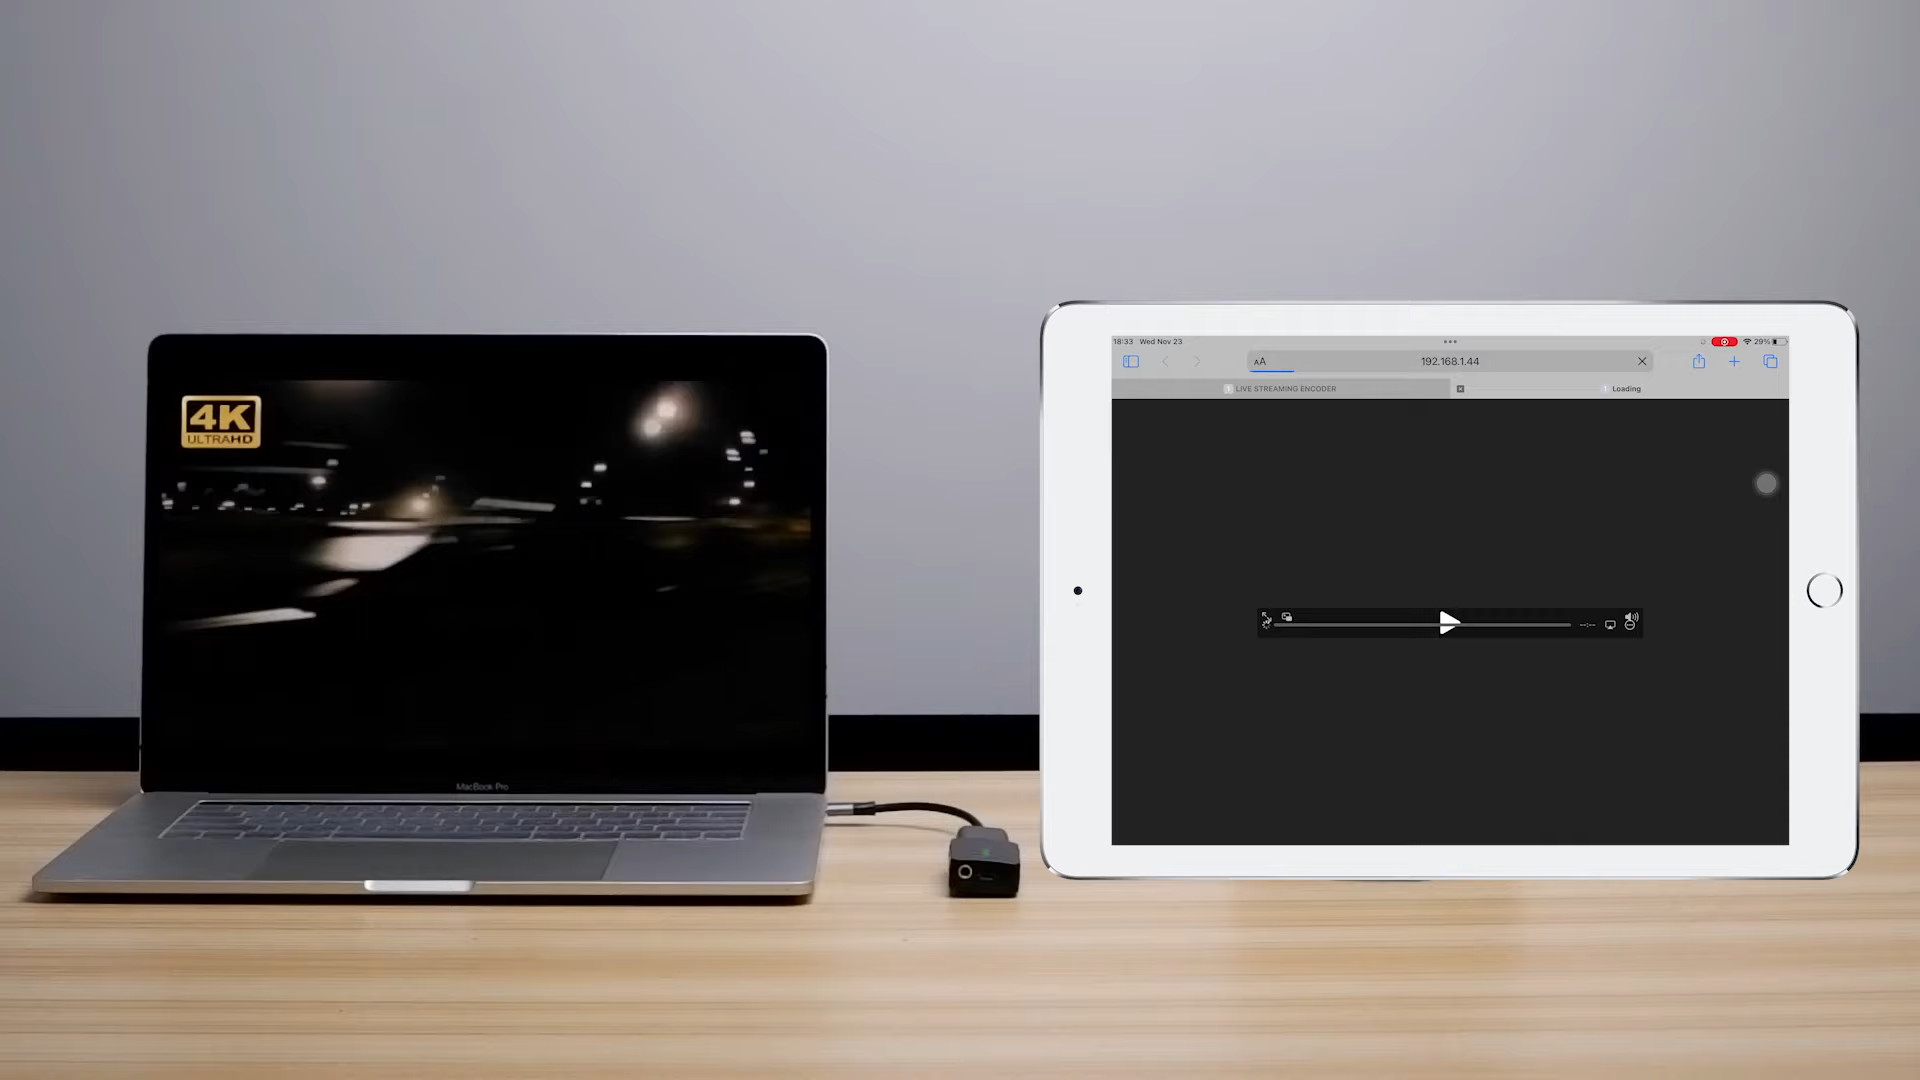 4K
ULTRAHD
MacBook Pro
18:33 Wed Nov 23
29%
AA
192.168.1.44
LIVE STREAMING ENCODER
Loading